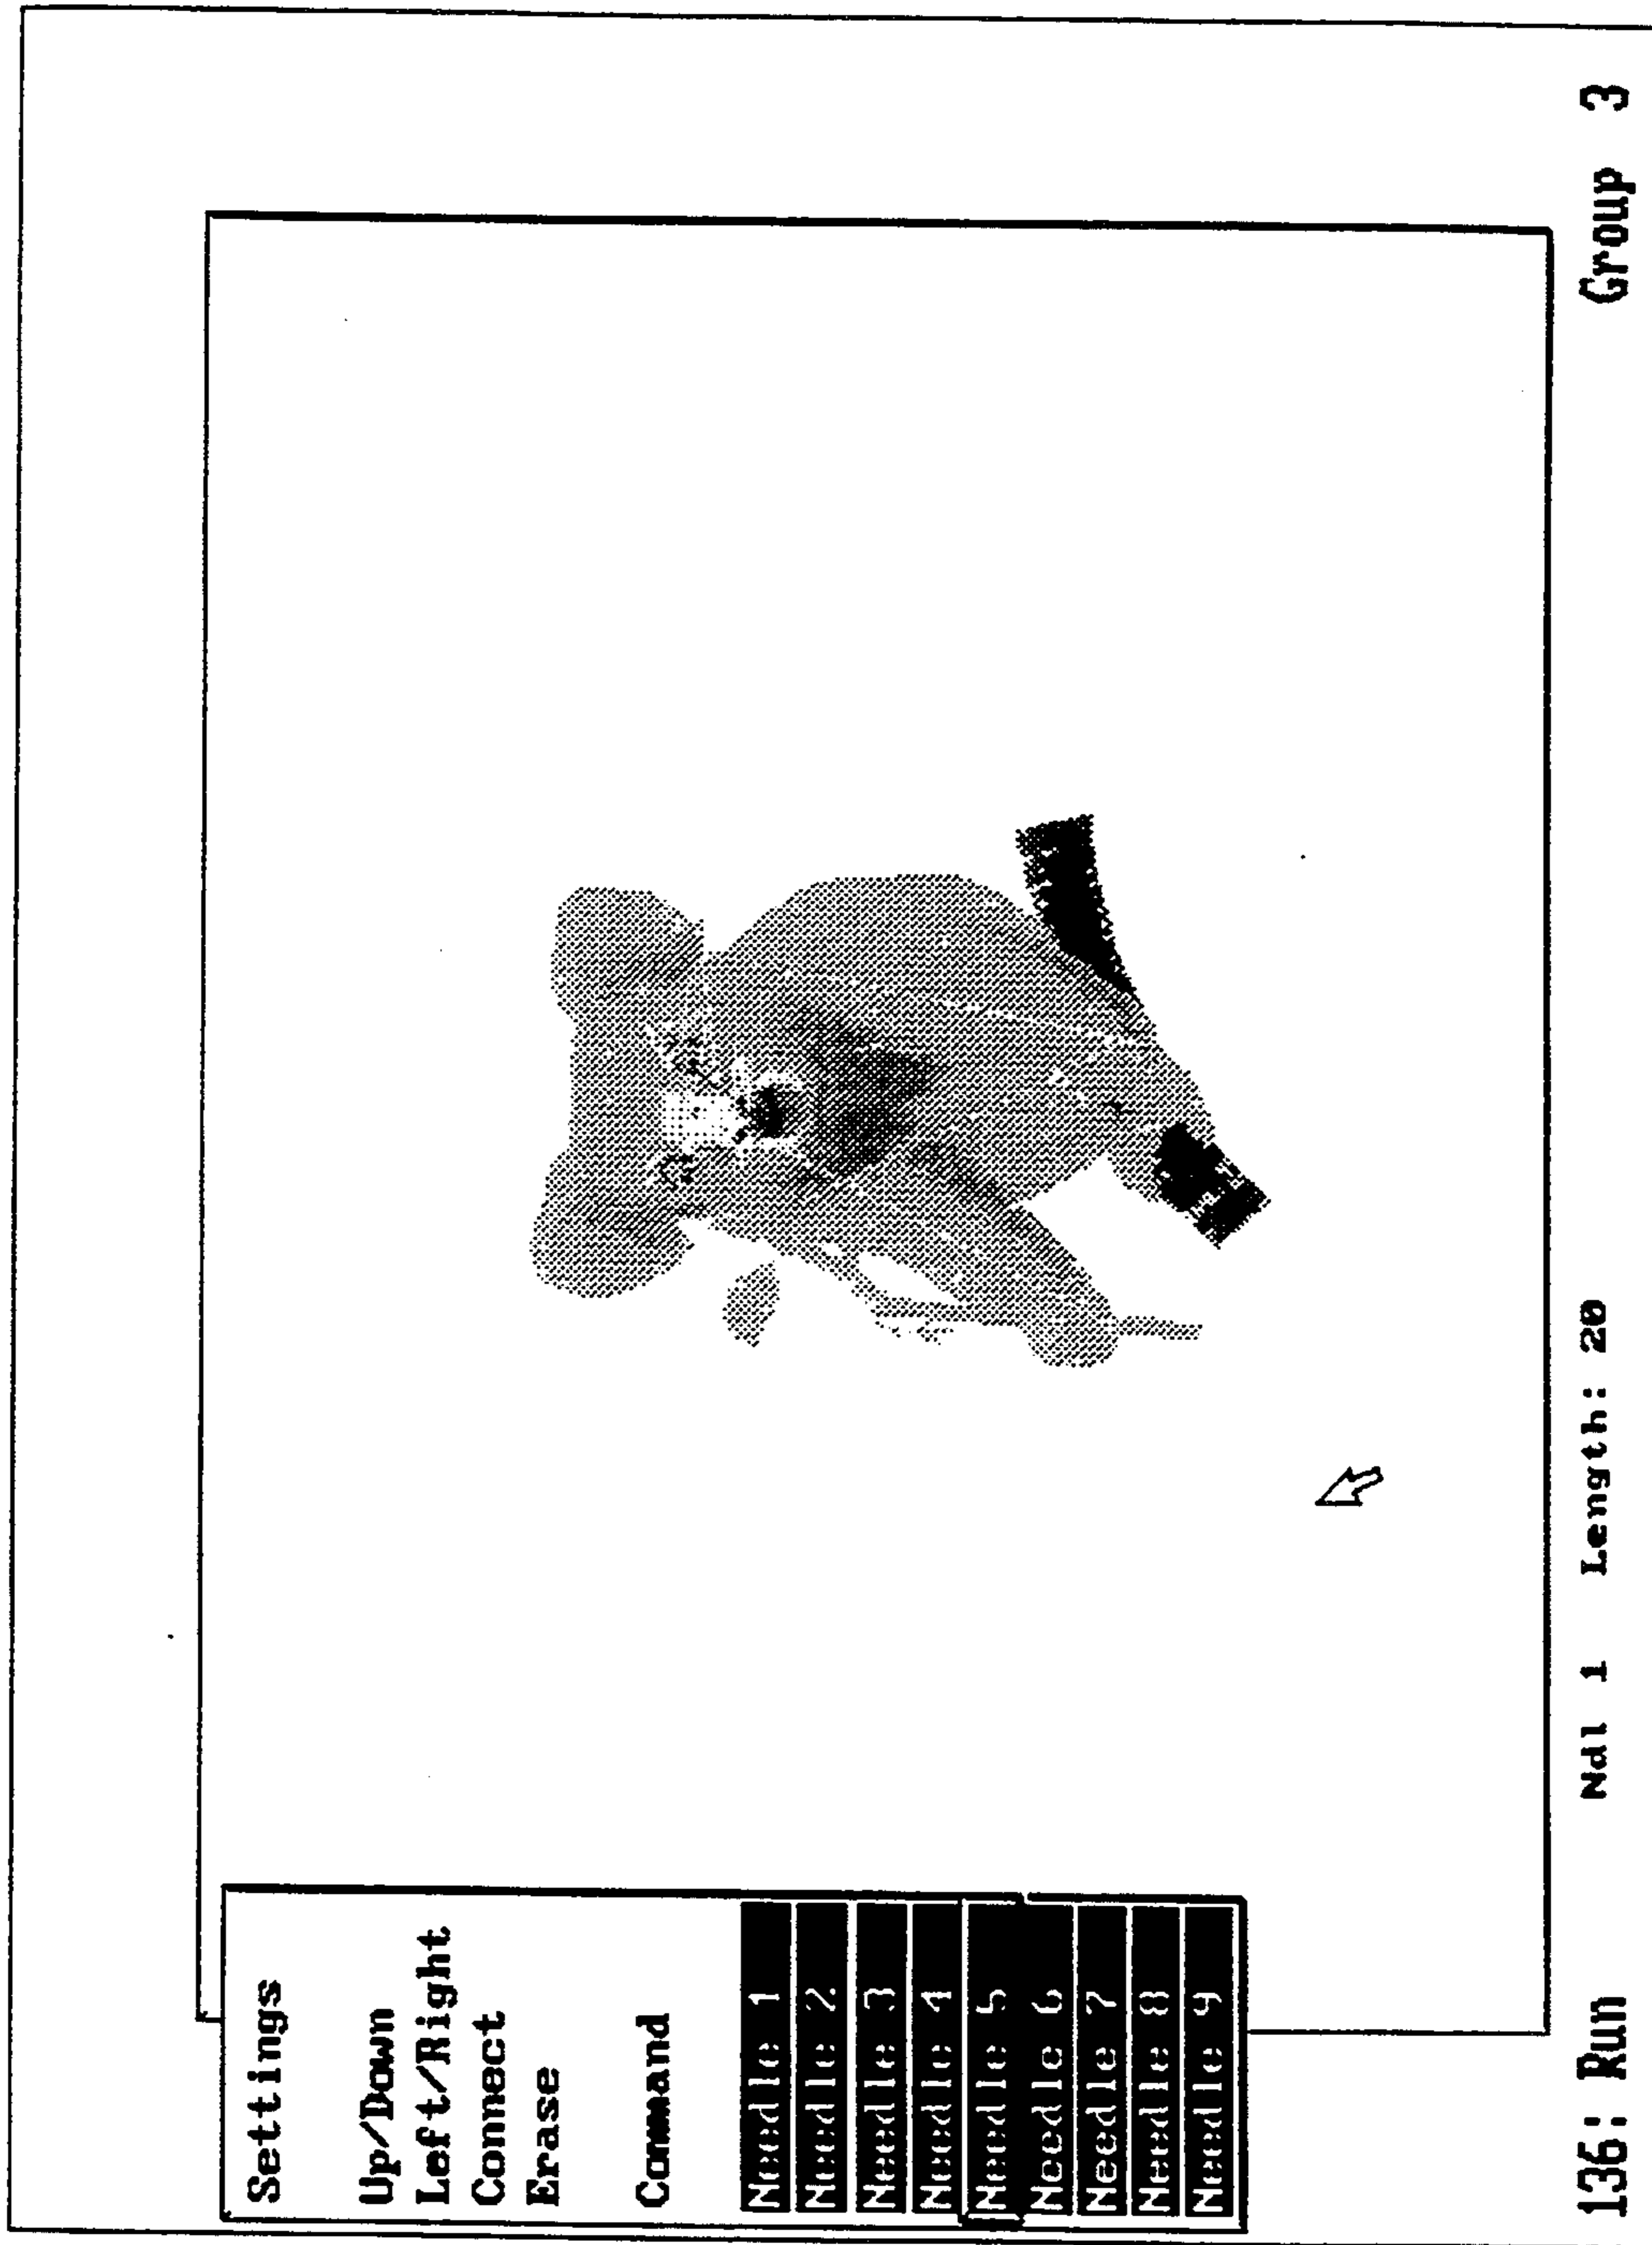 Settings
Up/Down
Left/Right
Connect
Erase
Command
Needle 1
Needle 2
Needle 3
Needle 4
Needle 5
Needle 6
Needle 7
Needle 8
Needle 9
136: Run Ndl 1 Length: 20 Group 3